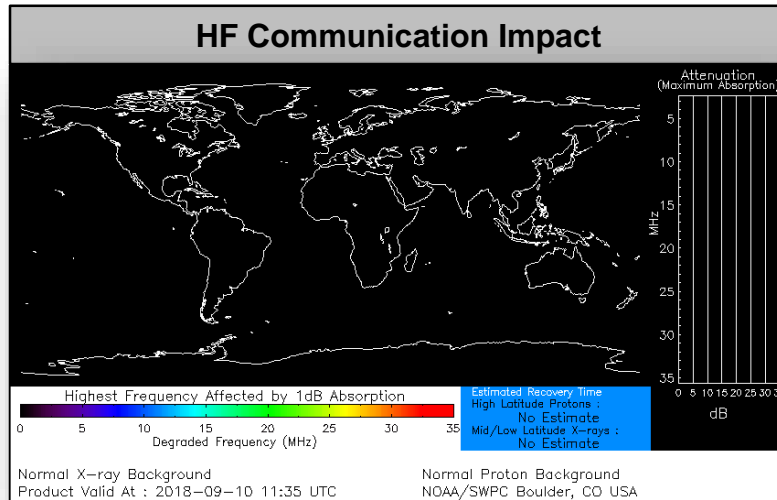 HF Communication Impact
Attenuation
(Maximum Absorption)
5
10
15
20
25
30
35
MHz
0 5 10 15 20 25 30
dB
Highest Frequency Affected by 1dB Absorption
0 5 10 15 20 25 30 35
Degraded Frequency (MHz)
Estimated Recovery Time
High Latitude Protons :
No Estimate
Mid/Low Latitude X-rays :
No Estimate
Normal X-ray Background
Product Valid At : 2018-09-10 11:35 UTC
Normal Proton Background
NOAA/SWPC Boulder, CO USA